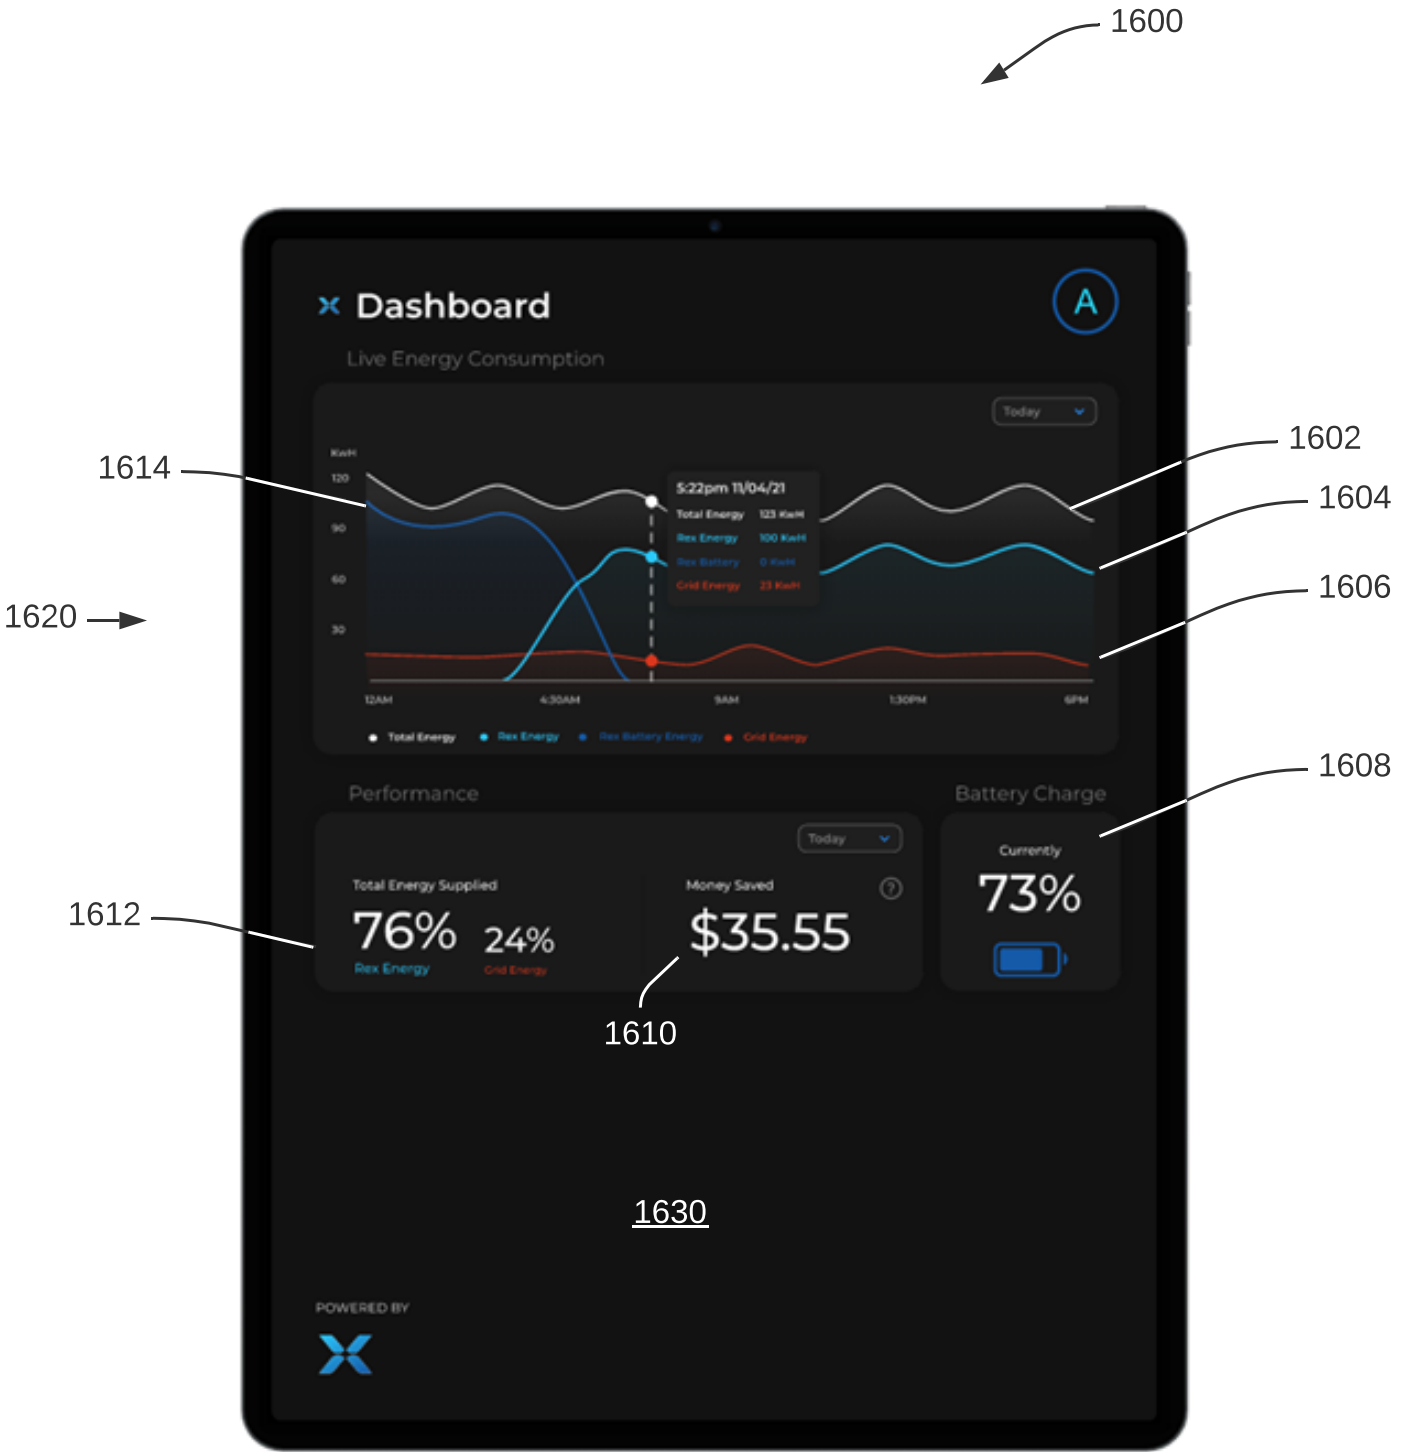 1600
Dashboard
A
Live Energy Consumption
Today
KwH
120
90
60
30
5:22pm 11/04/21
Total Energy 123 KwH
Rex Energy 100 KwH
Rex Battery 0 KwH
Grid Energy 23 KwH
12AM 4:30AM 9AM 1:30PM 6PM
Total Energy Rex Energy Rex Battery Energy Grid Energy
1614
1602
1604
1606
1620
1608
Performance
Today
Total Energy Supplied
76% 24%
Rex Energy Grid Energy
Money Saved
?
$35.55
Battery Charge
Currently
73%
1612
1610
1630
POWERED BY